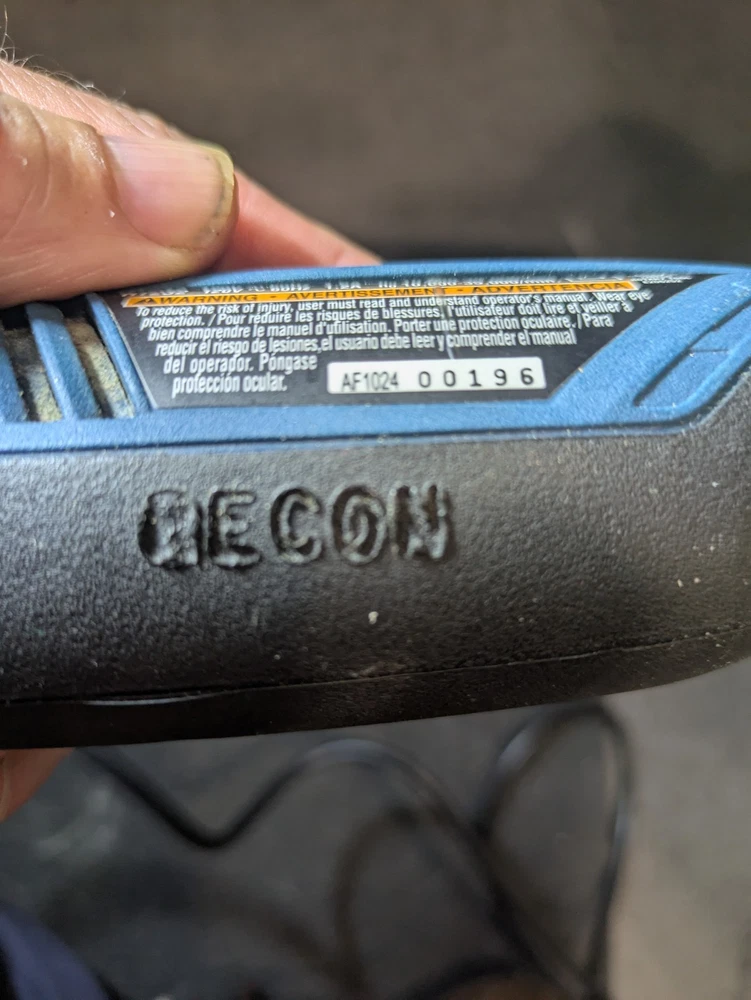 WARNING - AVERTISSEMENT - ADVERTENCIA
To reduce the risk of injury, user must read and understand operator's manual. Wear eye
protection. / Pour réduire les risques de blessures, l'utilisateur doit lire et veiller à
bien comprendre le manuel d'utilisation. Porter une protection oculaire. / Para
reducir el riesgo de lesiones, el usuario debe leer y comprender el manual
del operador. Póngase
protección ocular.
AF1024 00196
RECON